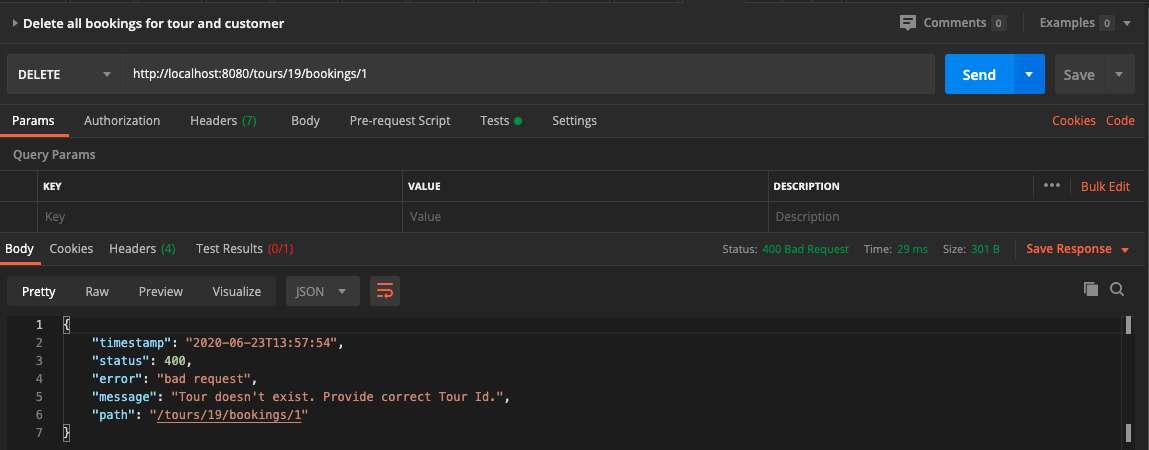 Delete all bookings for tour and customer
Comments 0 Examples 0
DELETE http://localhost:8080/tours/19/bookings/1 Send Save
Params Authorization Headers (7) Body Pre-request Script Tests Settings Cookies Code
Query Params
KEY VALUE DESCRIPTION ••• Bulk Edit
Key Value Description
Body Cookies Headers (4) Test Results (0/1) Status: 400 Bad Request Time: 29 ms Size: 301 B Save Response
Pretty Raw Preview Visualize JSON
1 {
2 "timestamp": "2020-06-23T13:57:54",
3 "status": 400,
4 "error": "bad request",
5 "message": "Tour doesn't exist. Provide correct Tour Id.",
6 "path": "/tours/19/bookings/1"
7 }